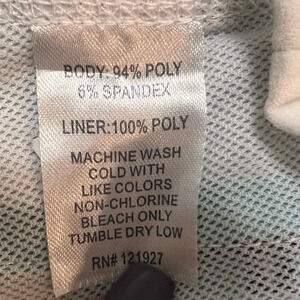 BODY: 94% POLY
6% SPANDEX
LINER: 100% POLY
MACHINE WASH
COLD WITH
LIKE COLORS
NON-CHLORINE
BLEACH ONLY
TUMBLE DRY LOW
RN# 121927